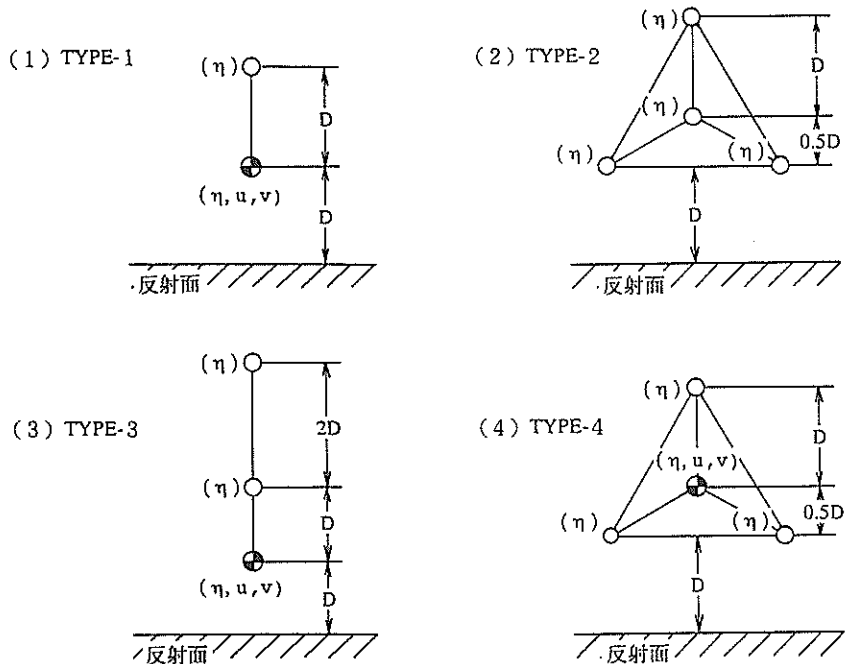 (1) TYPE-1
(η)
D
(η, u, v)
D
反射面
(2) TYPE-2
(η)
D
(η)
0.5D
(η)
(η)
D
反射面
(3) TYPE-3
(η)
2D
(η)
D
(η, u, v)
D
反射面
(4) TYPE-4
(η)
D
(η, u, v)
0.5D
(η)
(η)
D
反射面